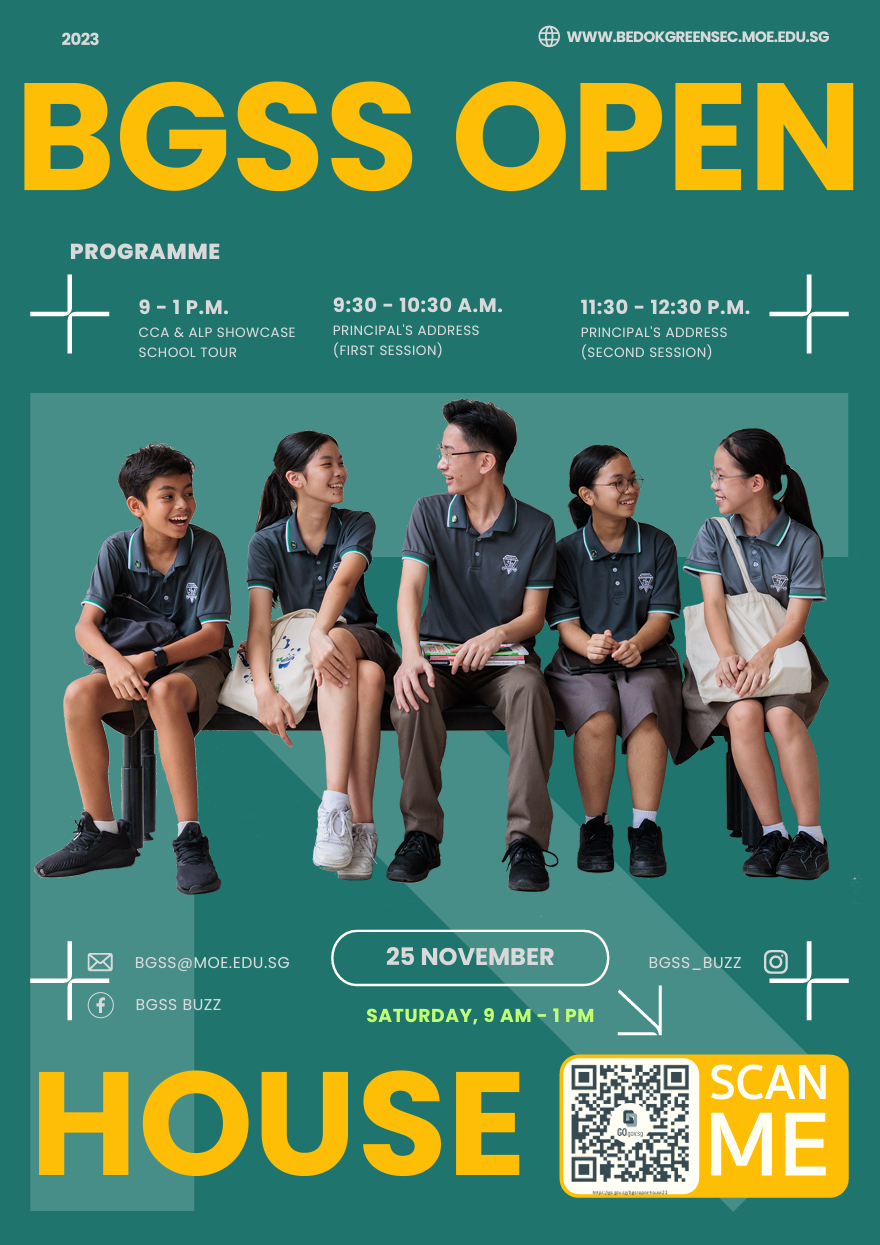 2023
WWW.BEDOKGREENSEC.MOE.EDU.SG
BGSS OPEN
PROGRAMME
9 - 1 P.M.
CCA & ALP SHOWCASE
SCHOOL TOUR
9:30 - 10:30 A.M.
PRINCIPAL'S ADDRESS
(FIRST SESSION)
11:30 - 12:30 P.M.
PRINCIPAL'S ADDRESS
(SECOND SESSION)
BGSS@MOE.EDU.SG
BGSS BUZZ
25 NOVEMBER
SATURDAY, 9 AM - 1 PM
BGSS_BUZZ
HOUSE
GOgov.sg
SCAN
ME